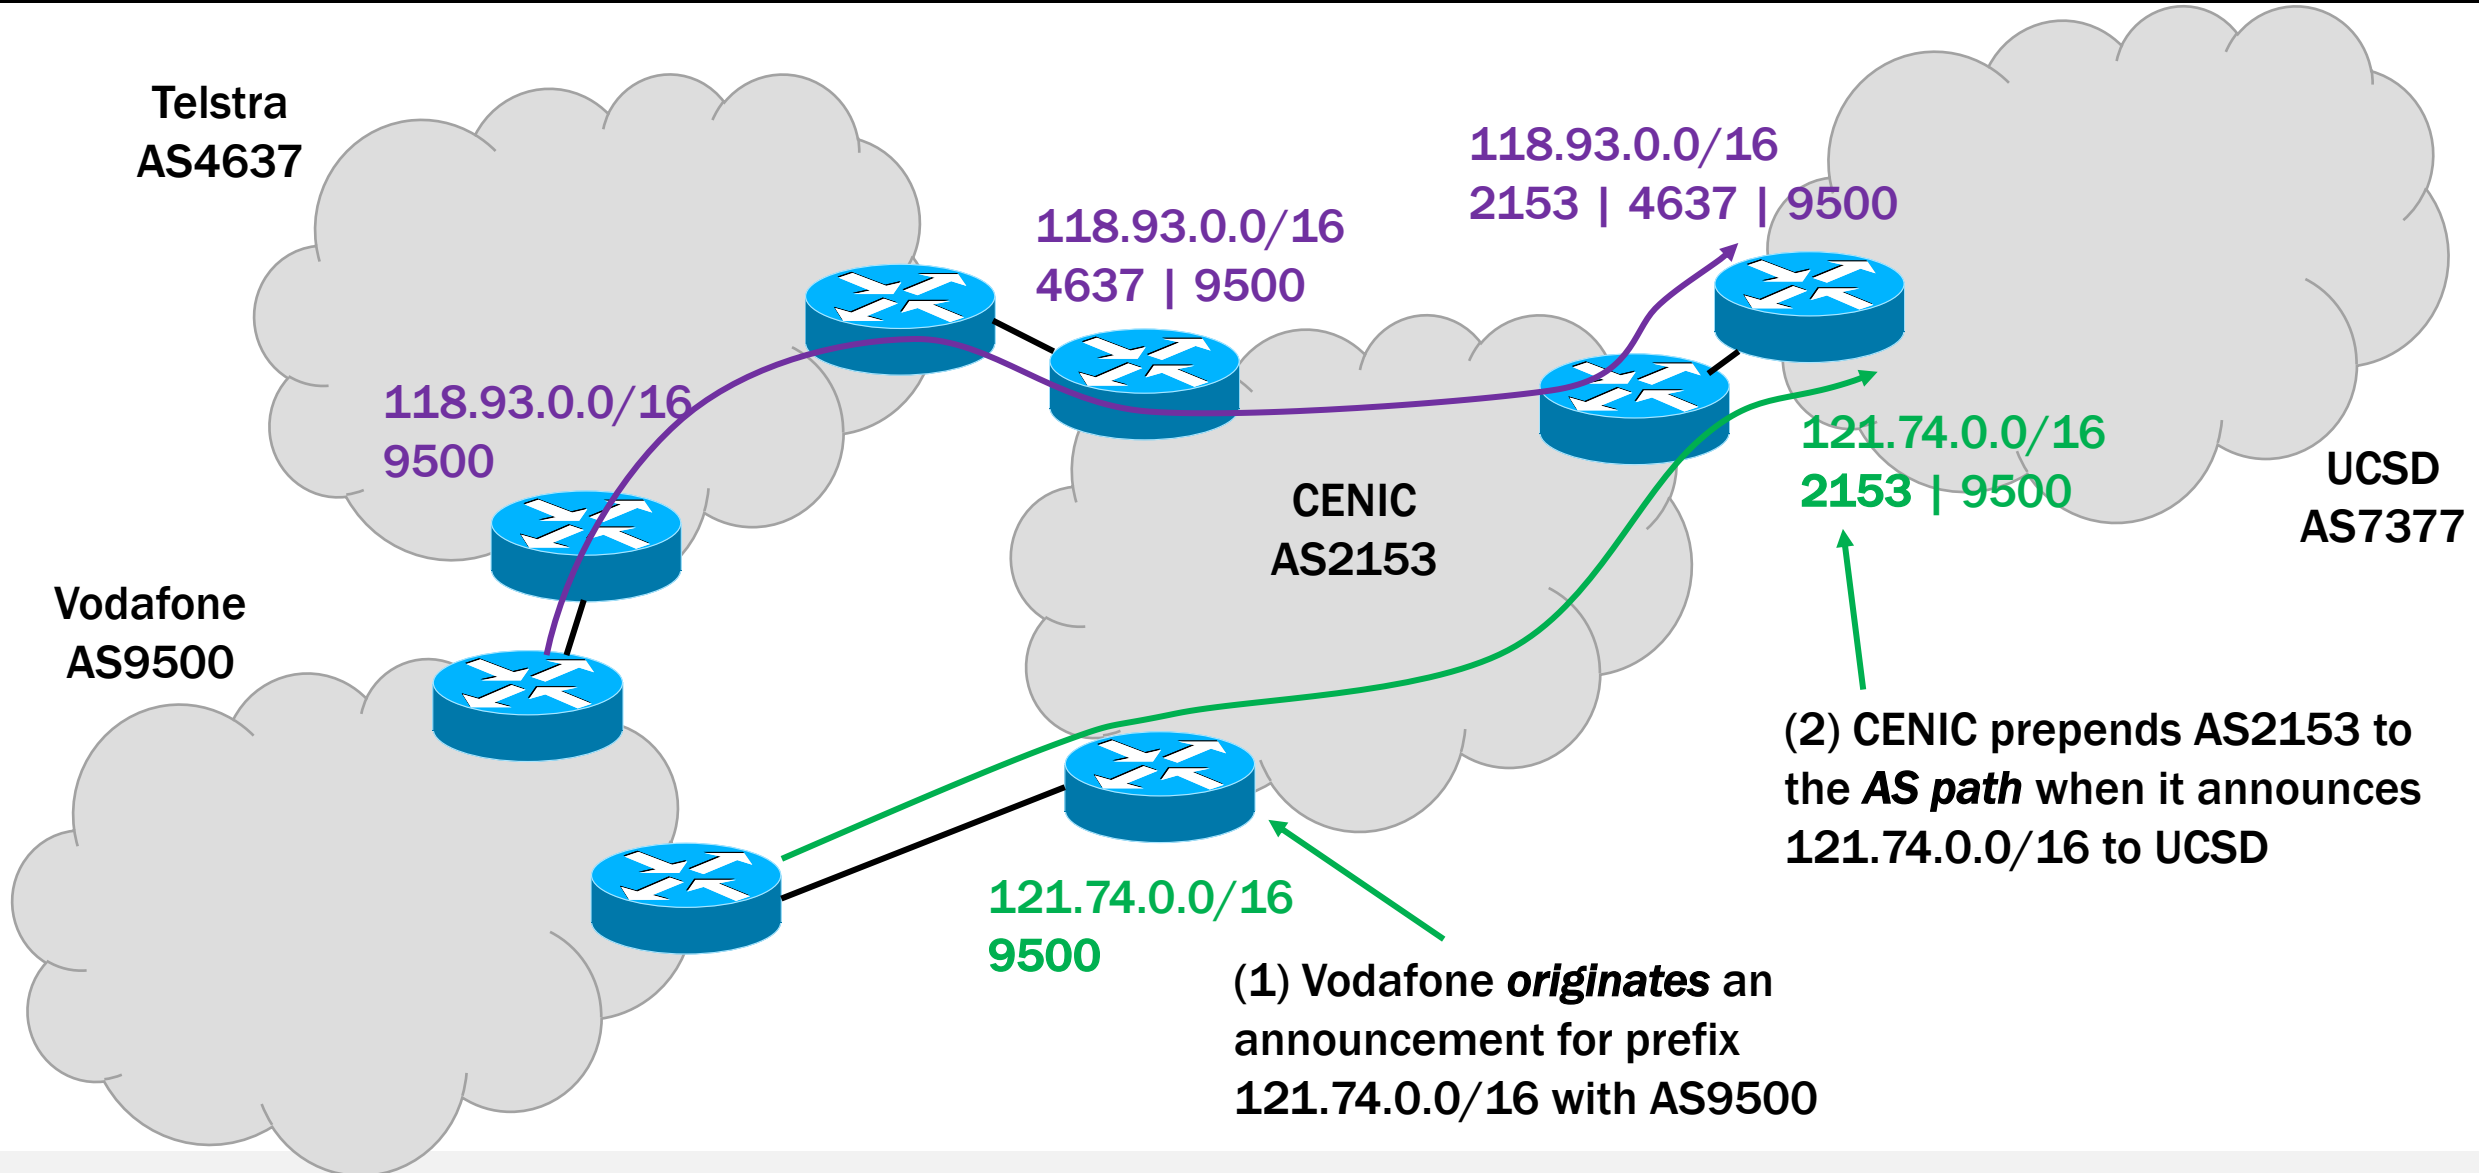 Telstra
AS4637
118.93.0.0/16
2153 | 4637 | 9500
118.93.0.0/16
4637 | 9500
118.93.0.0/16
9500
121.74.0.0/16
2153 | 9500
UCSD
AS7377
CENIC
AS2153
Vodafone
AS9500
(2) CENIC prepends AS2153 to
the AS path when it announces
121.74.0.0/16 to UCSD
121.74.0.0/16
9500
(1) Vodafone originates an
announcement for prefix
121.74.0.0/16 with AS9500